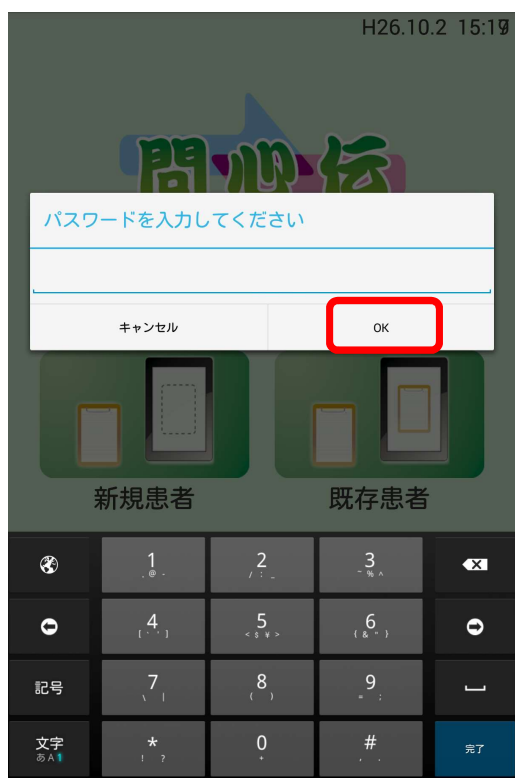 H26.10.2 15:19
問心伝
パスワードを入力してください
キャンセル OK
新規患者 既存患者
1 2 3
. @ - / : _ ~ % ^
4 5 6
[ ` ' ] < $ ¥ > ( & " )
記号 7 8 9
\ | ( ) = ;
文字 * 0 # 完了
あA1 ! ? + , .